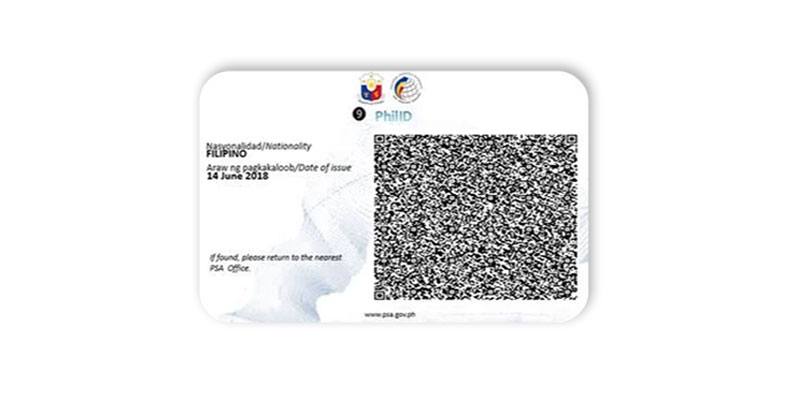 9 PhilID
Nasyonalidad/Nationality
FILIPINO
Araw ng pagkakaloob/Date of issue
14 June 2018
If found, please return to the nearest
PSA Office.
www.psa.gov.ph